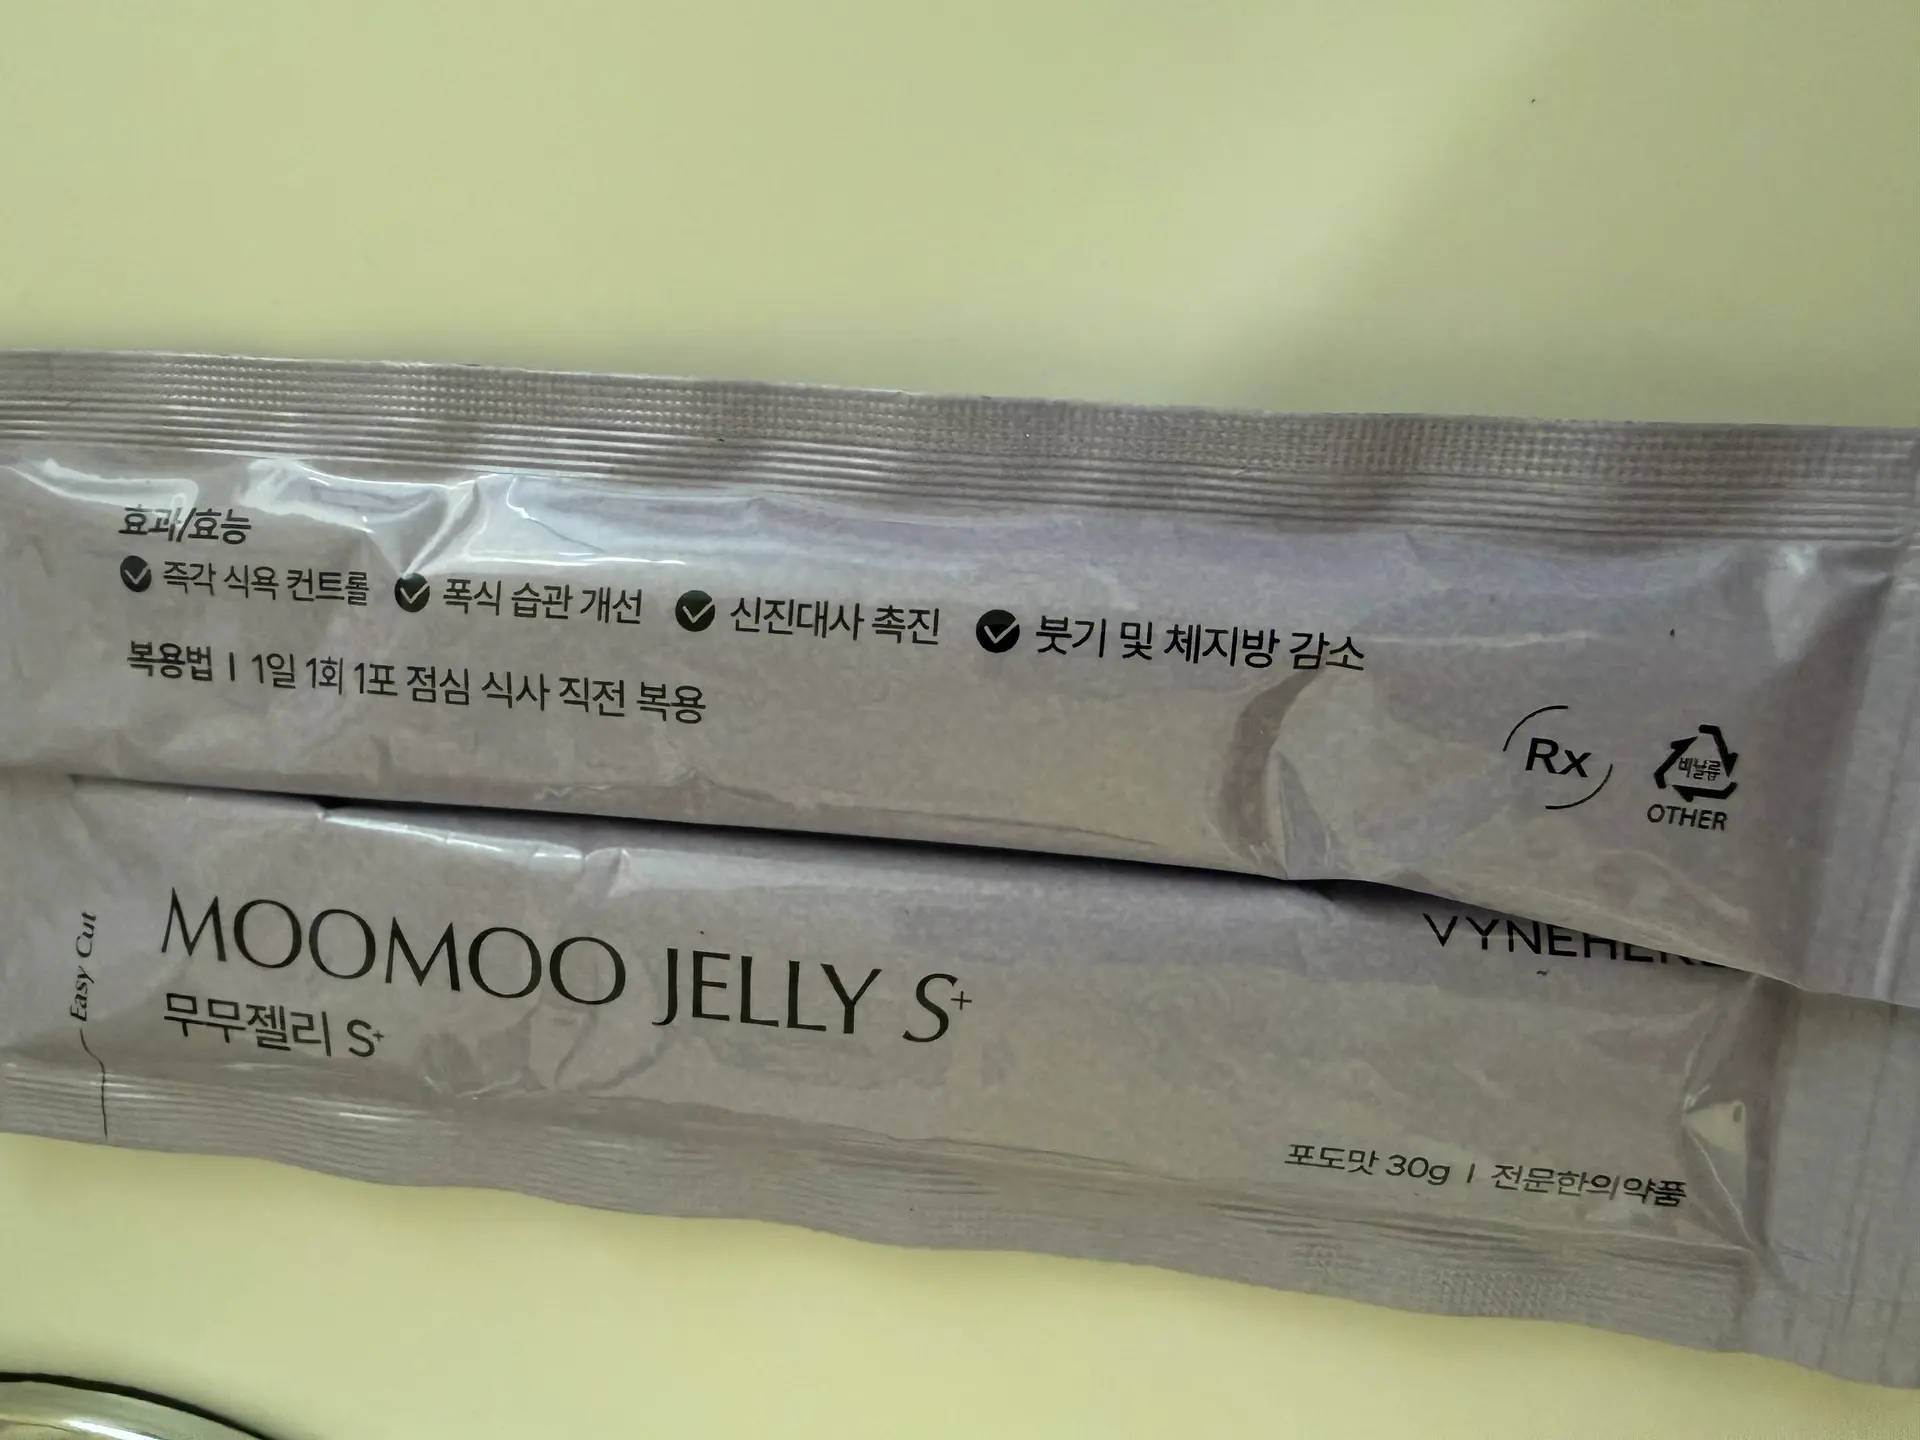 효과/효능
즉각 식욕 컨트롤 폭식 습관 개선 신진대사 촉진 붓기 및 체지방 감소
복용법 | 1일 1회 1포 점심 식사 직전 복용
Rx
비닐류
OTHER
Easy Cut
MOOMOO JELLY S+
무무젤리 S+
포도맛 30g | 전문한의약품